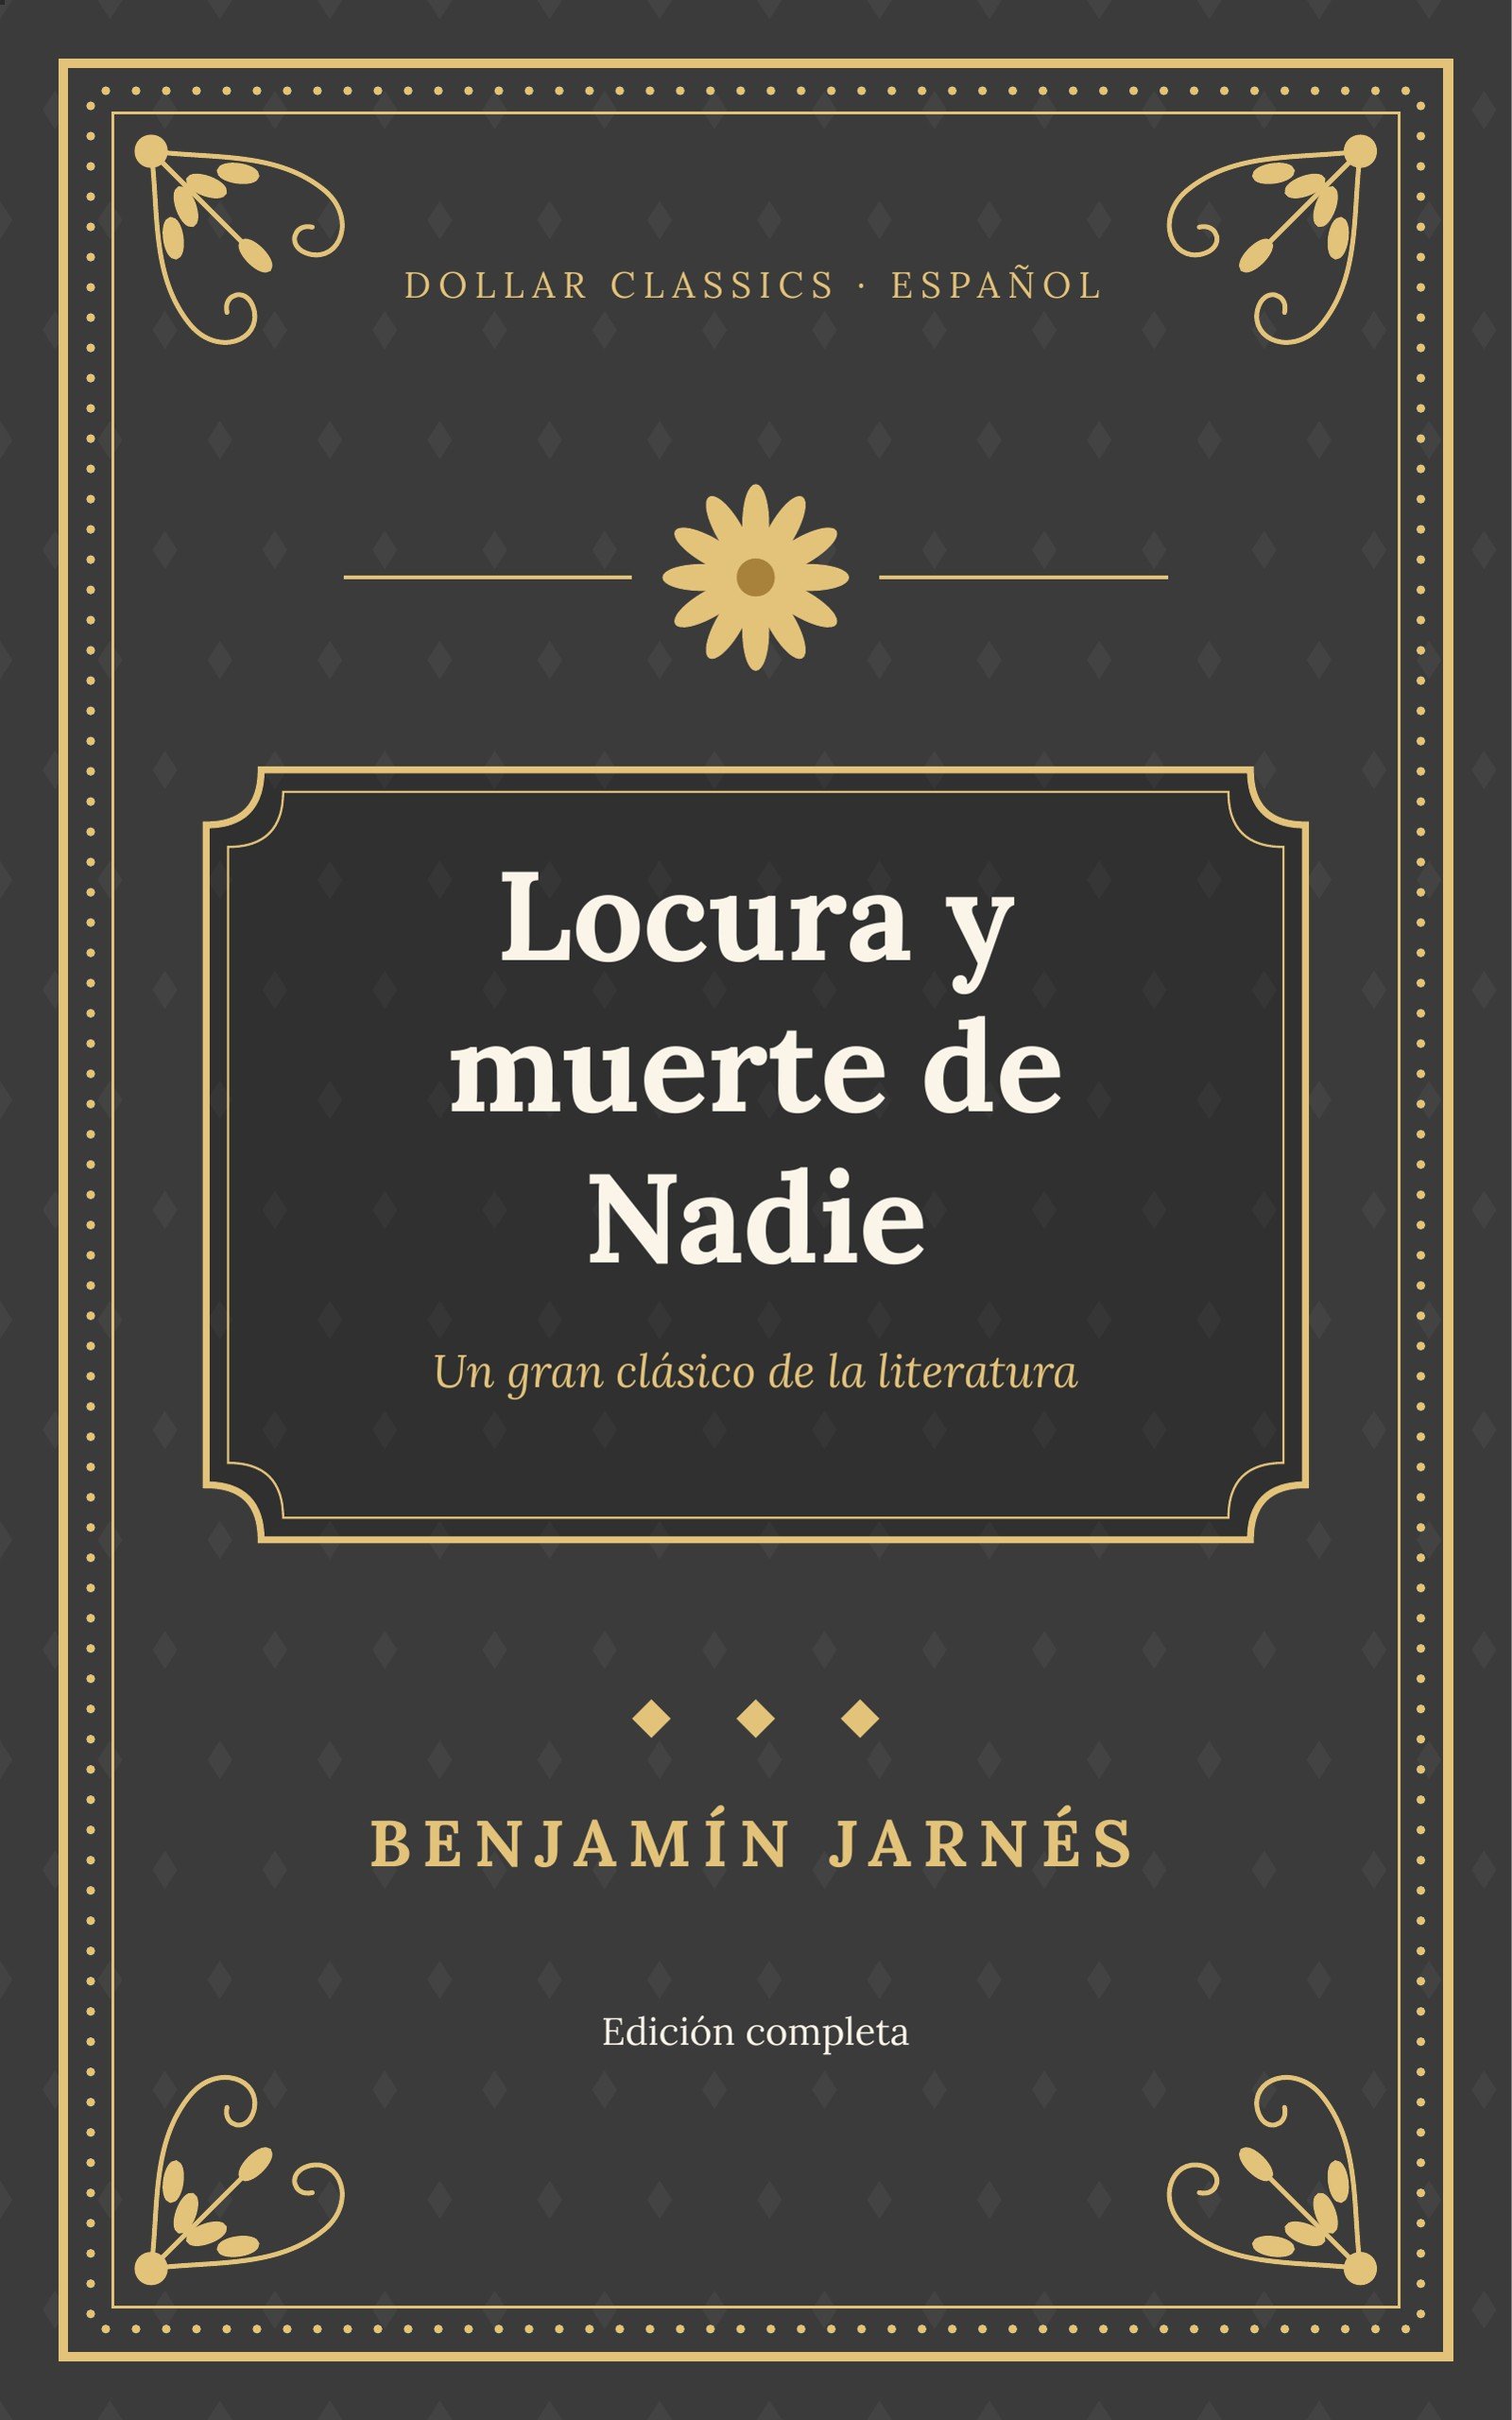 DOLLAR CLASSICS · ESPAÑOL
Locura y
muerte de
Nadie
Un gran clásico de la literatura
BENJAMÍN JARNÉS
Edición completa